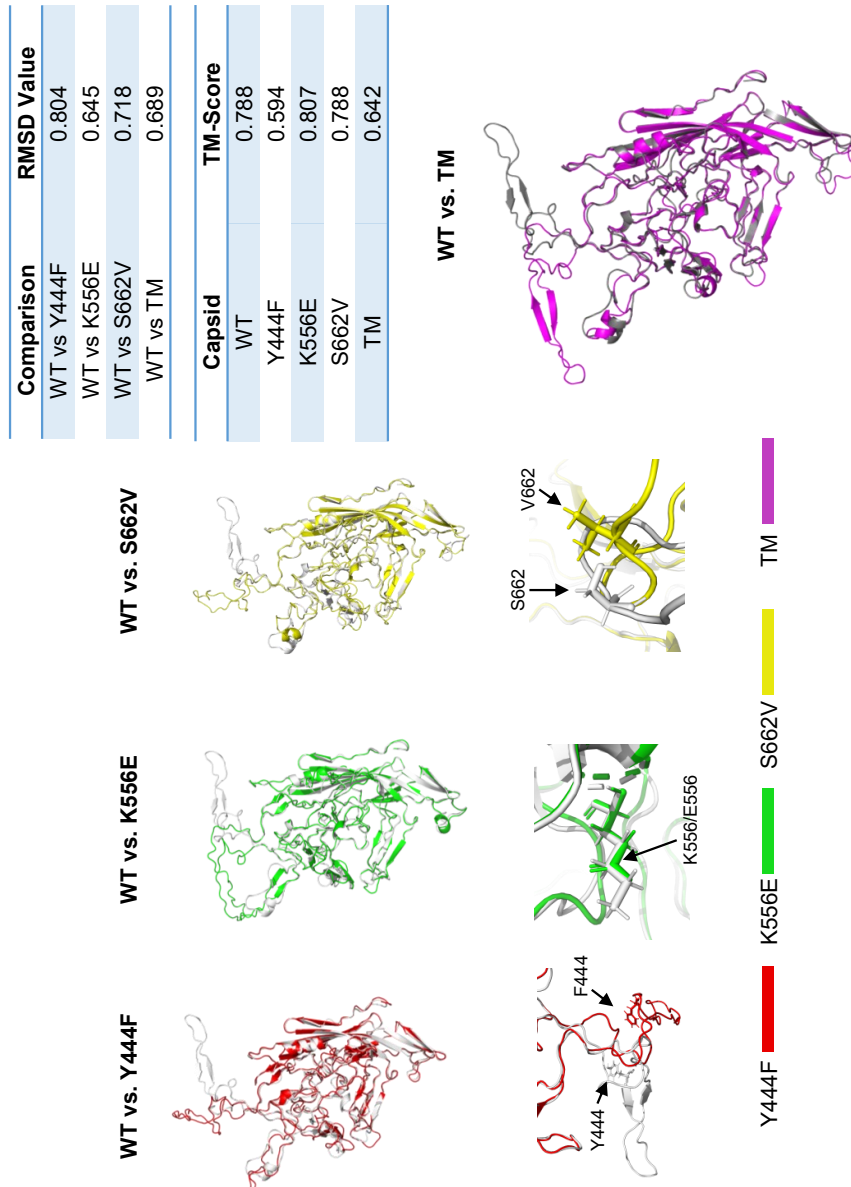 WT vs. Y444F
WT vs. K556E
WT vs. S662V
Comparison RMSD Value
WT vs Y444F 0.804
WT vs K556E 0.645
WT vs S662V 0.718
WT vs TM 0.689
Capsid TM-Score
WT 0.788
Y444F 0.594
K556E 0.807
S662V 0.788
TM 0.642
Y444
F444
K556/E556
S662
V662
WT vs. TM
Y444F
K556E
S662V
TM